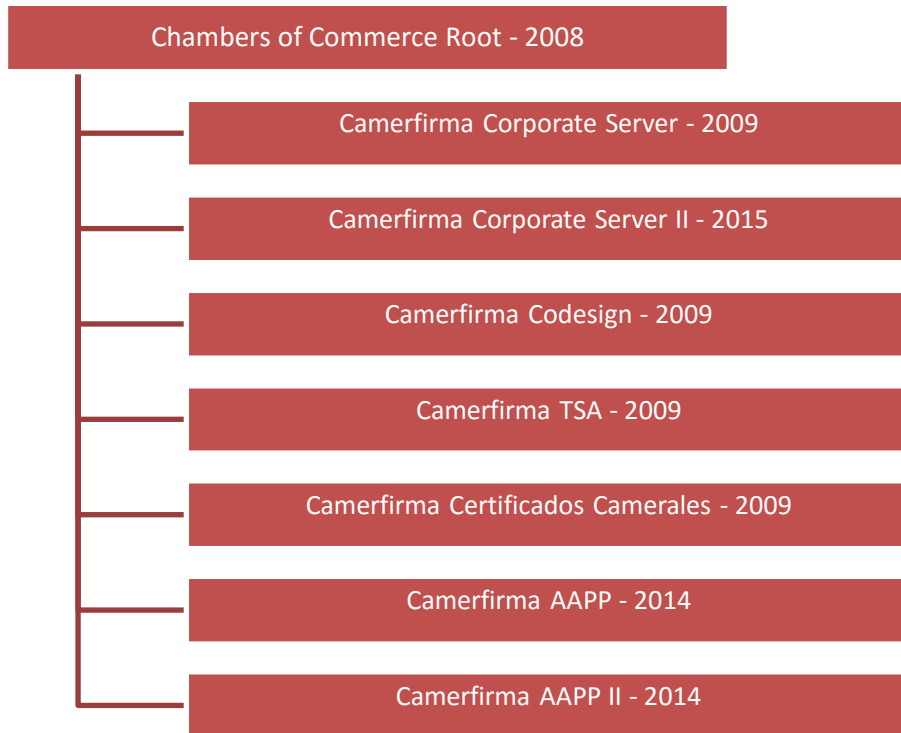 Chambers of Commerce Root - 2008
Camerfirma Corporate Server - 2009
Camerfirma Corporate Server II - 2015
Camerfirma Codesign - 2009
Camerfirma TSA - 2009
Camerfirma Certificados Camerales - 2009
Camerfirma AAPP - 2014
Camerfirma AAPP II - 2014